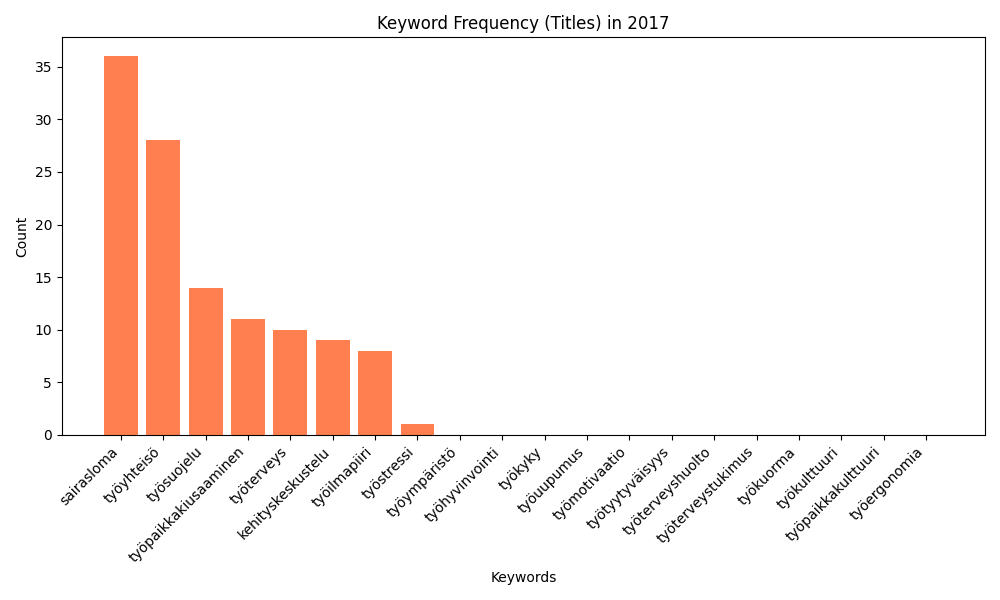 Keyword Frequency (Titles) in 2017
Count
35
30
25
20
15
10
5
0
sairasloma
työyhteisö
työsuojelu
työpaikkakiusaaminen
työterveys
kehityskeskustelu
työilmapiiri
työstressi
työympäristö
työhyvinvointi
työkyky
työuupumus
työmotivaatio
työtyytyväisyys
työterveyshuolto
työterveystukimus
työkuorma
työkulttuuri
työpaikkakulttuuri
työergonomia
Keywords